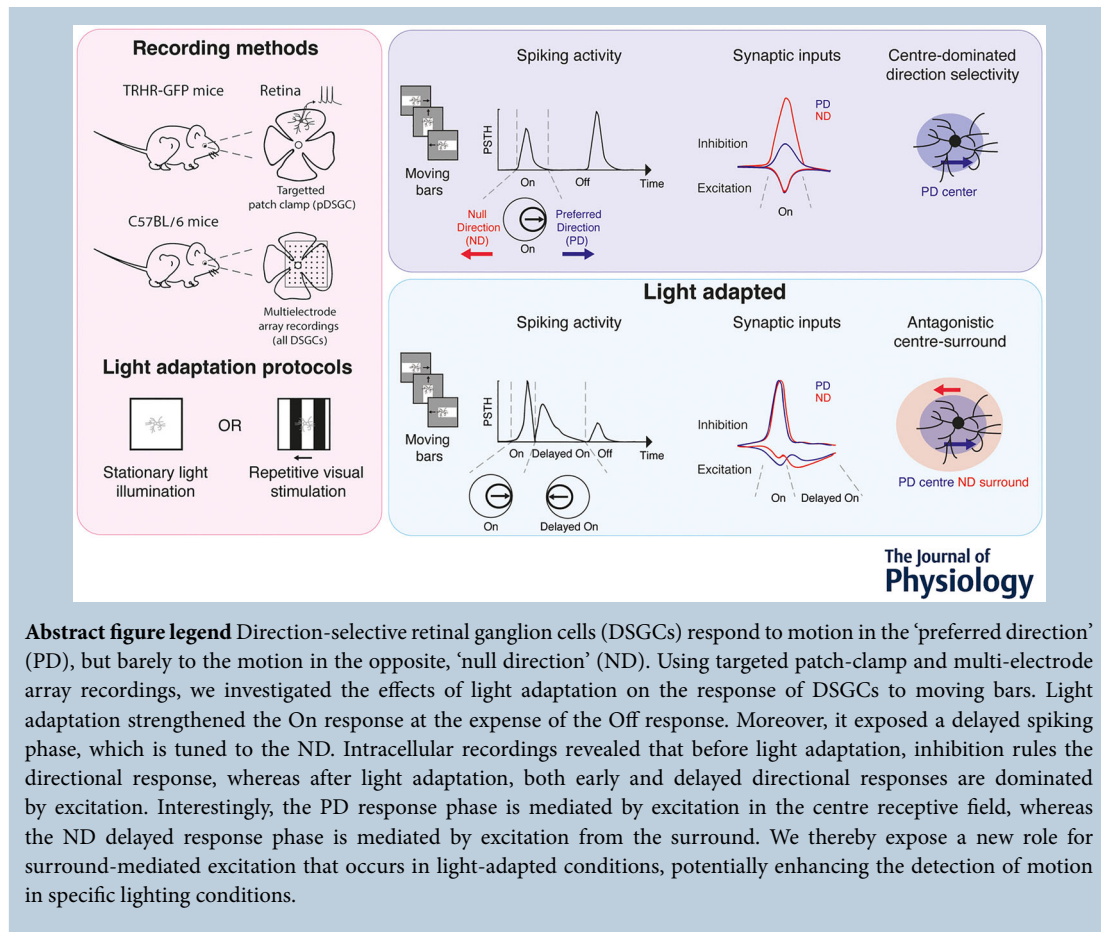 Recording methods
TRHR-GFP mice
Retina
Targetted
patch clamp (pDSGC)
C57BL/6 mice
Multielectrode
array recordings
(all DSGCs)
Light adaptation protocols
OR
Stationary light
illumination
Repetitive visual
stimulation
Spiking activity
Synaptic inputs
Centre-dominated
direction selectivity
Moving
bars
PSTH
On
Off
Time
Null
Direction
(ND)
On
Preferred
Direction
(PD)
PD
ND
Inhibition
Excitation
On
PD center
Light adapted
Spiking activity
Synaptic inputs
Antagonistic
centre-surround
Moving
bars
PSTH
On Delayed On Off
Time
On
Delayed On
PD
ND
Inhibition
Excitation
On
Delayed On
PD centre ND surround
The Journal of
Physiology
Abstract figure legend Direction-selective retinal ganglion cells (DSGCs) respond to motion in the ‘preferred direction’
(PD), but barely to the motion in the opposite, ‘null direction’ (ND). Using targeted patch-clamp and multi-electrode
array recordings, we investigated the effects of light adaptation on the response of DSGCs to moving bars. Light
adaptation strengthened the On response at the expense of the Off response. Moreover, it exposed a delayed spiking
phase, which is tuned to the ND. Intracellular recordings revealed that before light adaptation, inhibition rules the
directional response, whereas after light adaptation, both early and delayed directional responses are dominated
by excitation. Interestingly, the PD response phase is mediated by excitation in the centre receptive field, whereas
the ND delayed response phase is mediated by excitation from the surround. We thereby expose a new role for
surround-mediated excitation that occurs in light-adapted conditions, potentially enhancing the detection of motion
in specific lighting conditions.